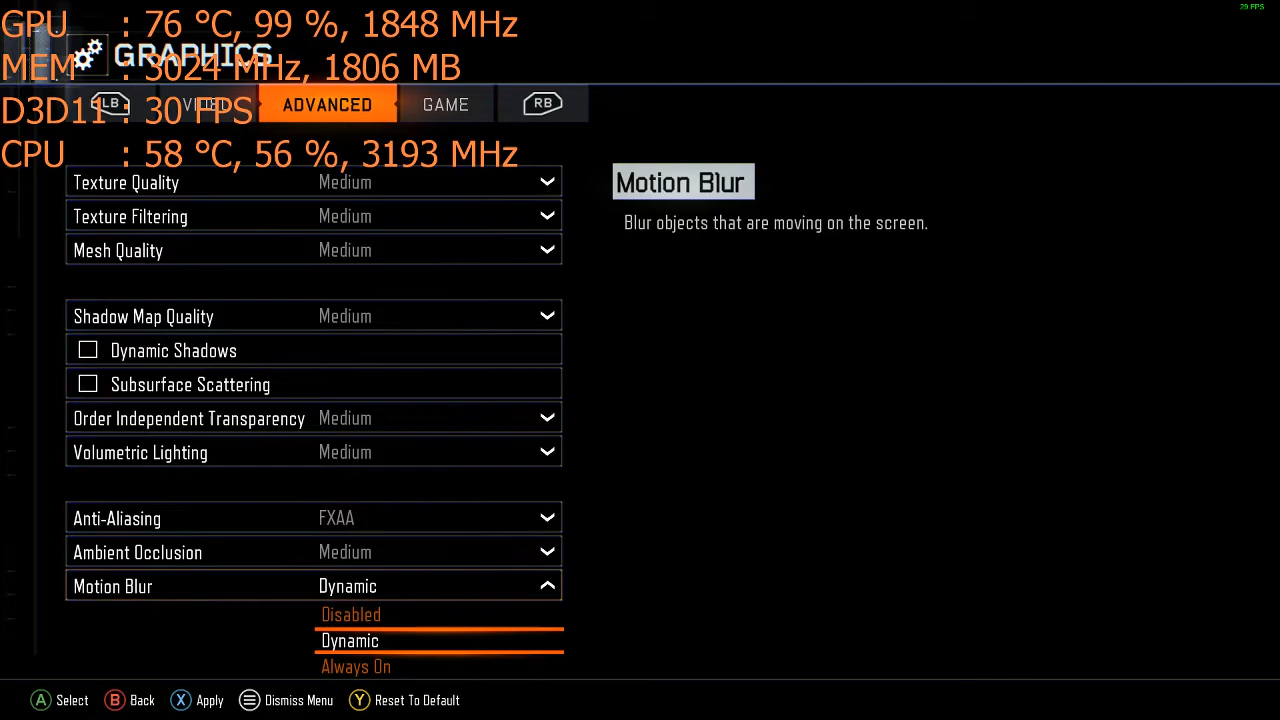 29 FPS
GPU : 76 °C, 99 %, 1848 MHz
GRAPHICS
MEM : 3024 MHz, 1806 MB
D3D11 : 30 FPS
LB ADVANCED GAME RB
CPU : 58 °C, 56 %, 3193 MHz
Texture Quality Medium
Texture Filtering Medium
Mesh Quality Medium
Shadow Map Quality Medium
Dynamic Shadows
Subsurface Scattering
Order Independent Transparency Medium
Volumetric Lighting Medium
Anti-Aliasing FXAA
Ambient Occlusion Medium
Motion Blur Dynamic
Disabled
Dynamic
Always On
Motion Blur
Blur objects that are moving on the screen.
A Select B Back X Apply Dismiss Menu Y Reset To Default